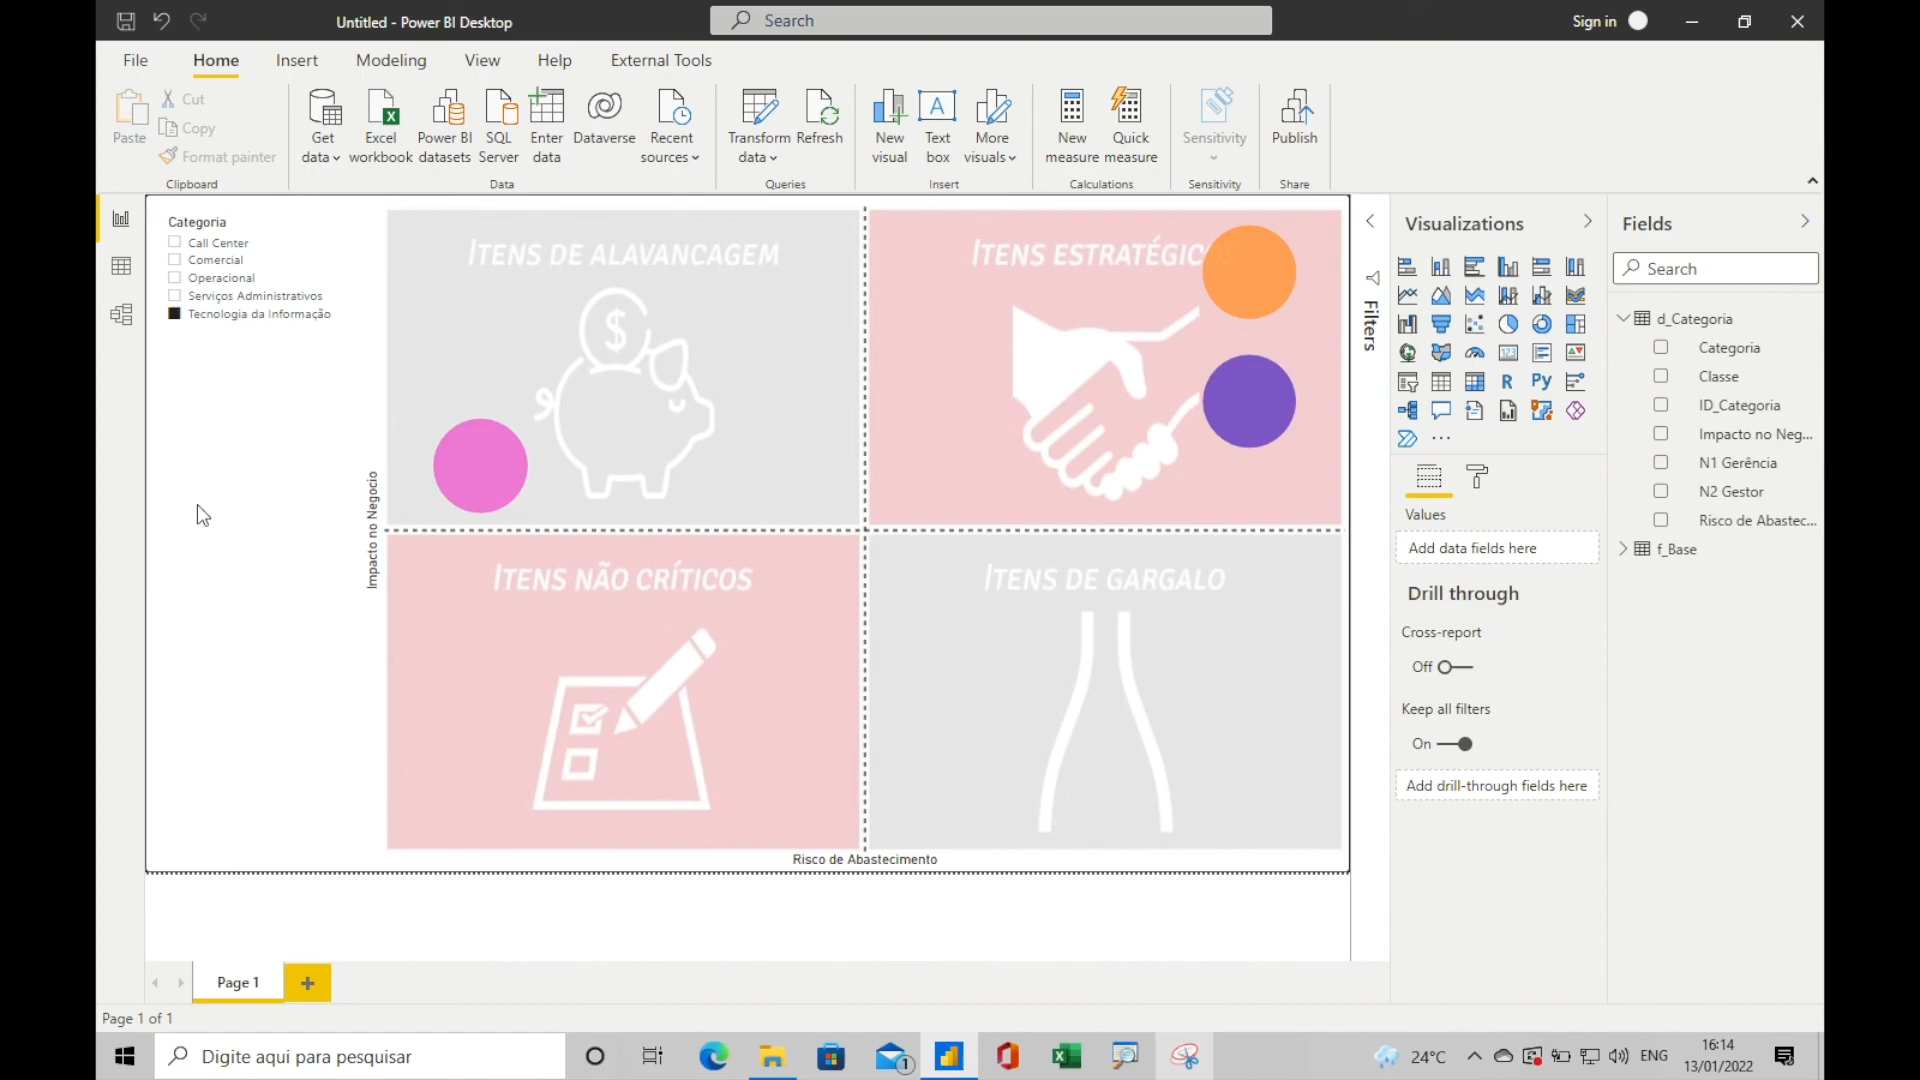 Untitled - Power BI Desktop
Search
Sign in
File Home Insert Modeling View Help External Tools
Paste
Cut
Copy
Format painter
Clipboard
Get data
Excel workbook
Power BI datasets
SQL Server
Enter data
Dataverse
Recent sources
Data
Transform data
Refresh
Queries
New visual
Text box
More visuals
Insert
New measure
Quick measure
Calculations
Sensitivity
Sensitivity
Publish
Share
Categoria
Call Center
Comercial
Operacional
Serviços Administrativos
Tecnologia da Informação
Impacto no Negocio
ITENS DE ALAVANCAGEM
$
ITENS ESTRATÉGIC
ITENS NÃO CRÍTICOS
ITENS DE GARGALO
Risco de Abastecimento
Filters
Visualizations
123
R
Py
...
Values
Add data fields here
Drill through
Cross-report
Off
Keep all filters
On
Add drill-through fields here
Fields
Search
d_Categoria
Categoria
Classe
ID_Categoria
Impacto no Neg...
N1 Gerência
N2 Gestor
Risco de Abastec...
f_Base
Page 1
+
Page 1 of 1
Digite aqui para pesquisar
1
24°C
ENG
16:14
13/01/2022